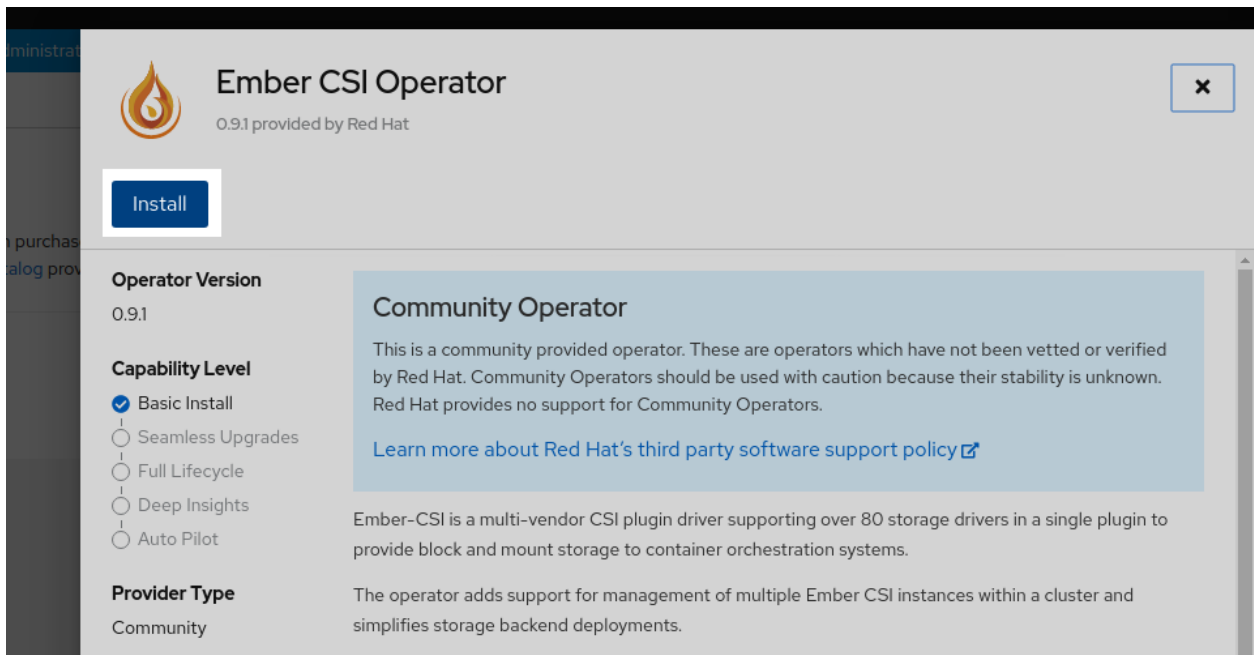 Ember CSI Operator
0.9.1 provided by Red Hat
Install
purchas
prov
Operator Version
0.9.1
Capability Level
Basic Install
Seamless Upgrades
Full Lifecycle
Deep Insights
Auto Pilot
Provider Type
Community
Community Operator
This is a community provided operator. These are operators which have not been vetted or verified
by Red Hat. Community Operators should be used with caution because their stability is unknown.
Red Hat provides no support for Community Operators.
Learn more about Red Hat's third party software support policy
Ember-CSI is a multi-vendor CSI plugin driver supporting over 80 storage drivers in a single plugin to
provide block and mount storage to container orchestration systems.
The operator adds support for management of multiple Ember CSI instances within a cluster and
simplifies storage backend deployments.